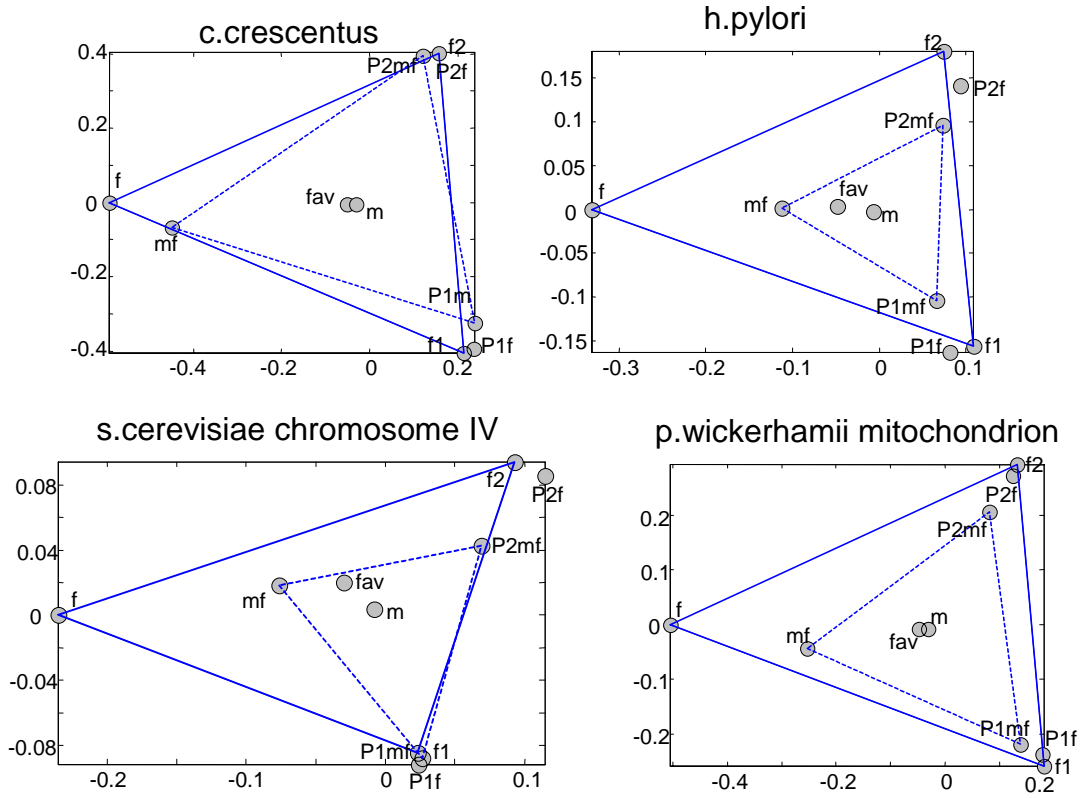 c.crescentus
0.4
0.2
0
-0.2
-0.4
-0.4
-0.2
0
0.2
f2
P2mf
P2f
f
fav
m
mf
P1m
f1
P1f
h.pylori
0.15
0.1
0.05
0
-0.05
-0.1
-0.15
-0.3
-0.2
-0.1
0
0.1
f2
P2f
P2mf
f
fav
mf
m
P1mf
P1f
f1
s.cerevisiae chromosome IV
0.08
0.04
0
-0.04
-0.08
-0.2
-0.1
0
0.1
f2
P2f
P2mf
fav
mf
m
f
P1mf
f1
P1f
p.wickerhamii mitochondrion
0.2
0.1
0
-0.1
-0.2
-0.4
-0.2
0
0.2
f2
P2f
P2mf
f
m
mf
fav
P1mf
P1f
f1